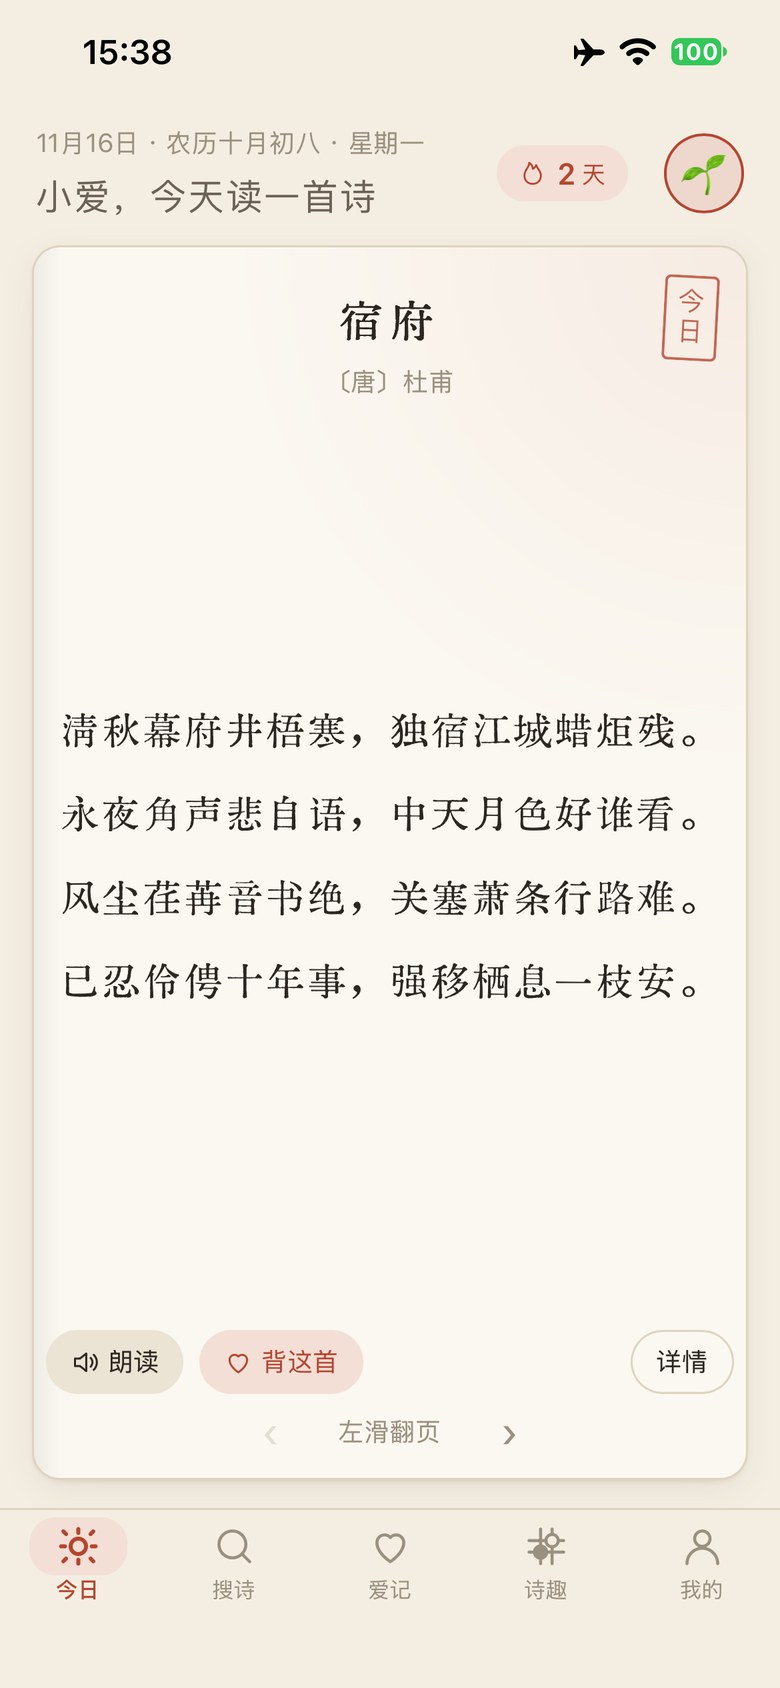 15:38
100
11月16日 · 农历十月初八 · 星期一
小爱，今天读一首诗
2 天
宿府
今日
〔唐〕杜甫
清秋幕府井梧寒，独宿江城蜡炬残。
永夜角声悲自语，中天月色好谁看。
风尘荏苒音书绝，关塞萧条行路难。
已忍伶俜十年事，强移栖息一枝安。
朗读
背这首
详情
‹ 左滑翻页 ›
今日
搜诗
爱记
诗趣
我的